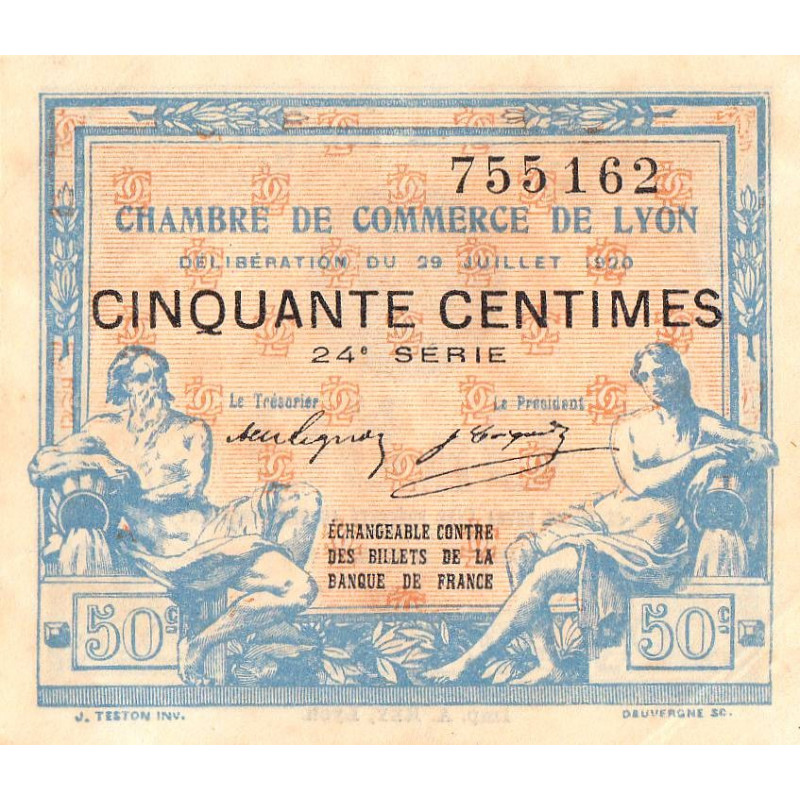 755162
CHAMBRE DE COMMERCE DE LYON
DÉLIBÉRATION DU 29 JUILLET 1920
CINQUANTE CENTIMES
24e SÉRIE
Le Trésorier Le Président
ÉCHANGEABLE CONTRE
DES BILLETS DE LA
BANQUE DE FRANCE
50c 50c
J. TESTON INV. DAUVERGNE SC.